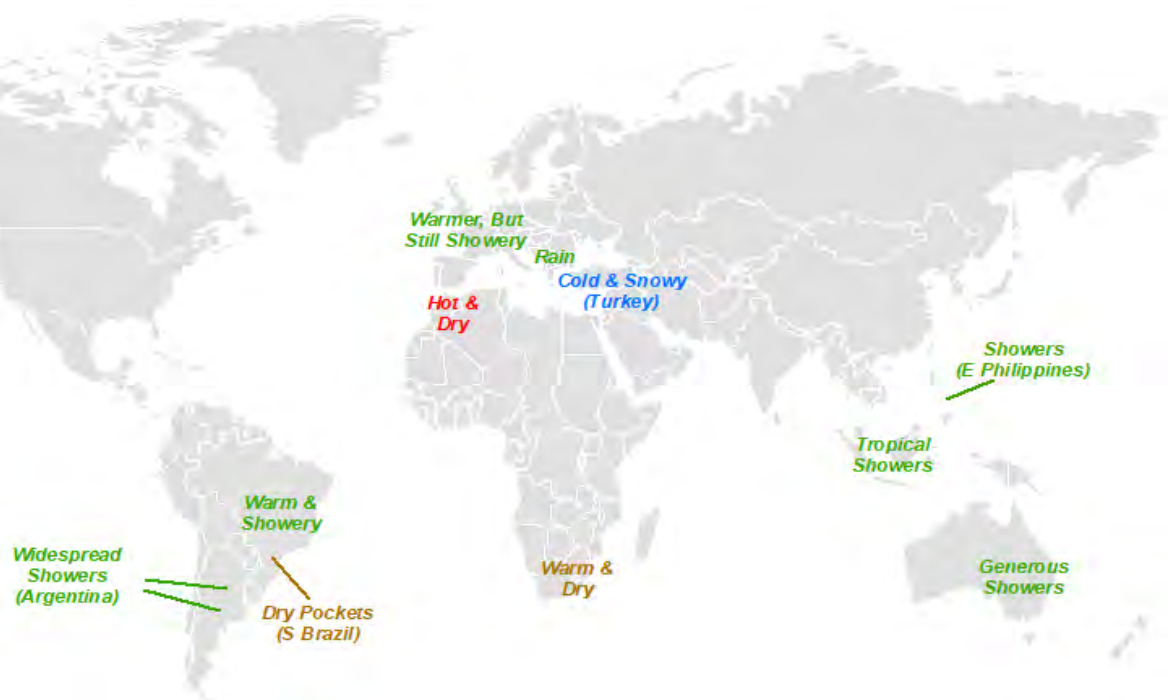 Warmer, But
Still Showery
Rain
Cold & Snowy
(Turkey)
Hot &
Dry
Showers
(E Philippines)
Tropical
Showers
Warm &
Showery
Widespread
Showers
(Argentina)
Dry Pockets
(S Brazil)
Warm &
Dry
Generous
Showers